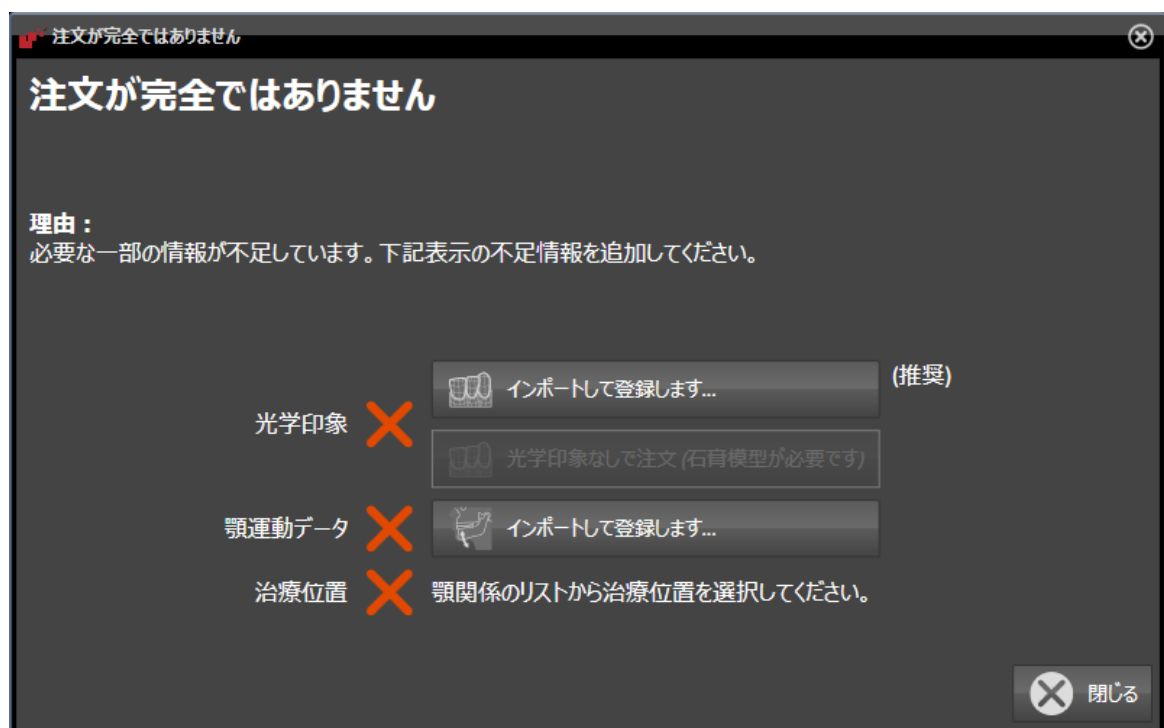 注文が完全ではありません
注文が完全ではありません
理由：
必要な一部の情報が不足しています。下記表示の不足情報を追加してください。
光学印象
インポートして登録します...
(推奨)
光学印象なしで注文 (石膏模型が必要です)
顎運動データ
インポートして登録します...
治療位置
顎関係のリストから治療位置を選択してください。
閉じる